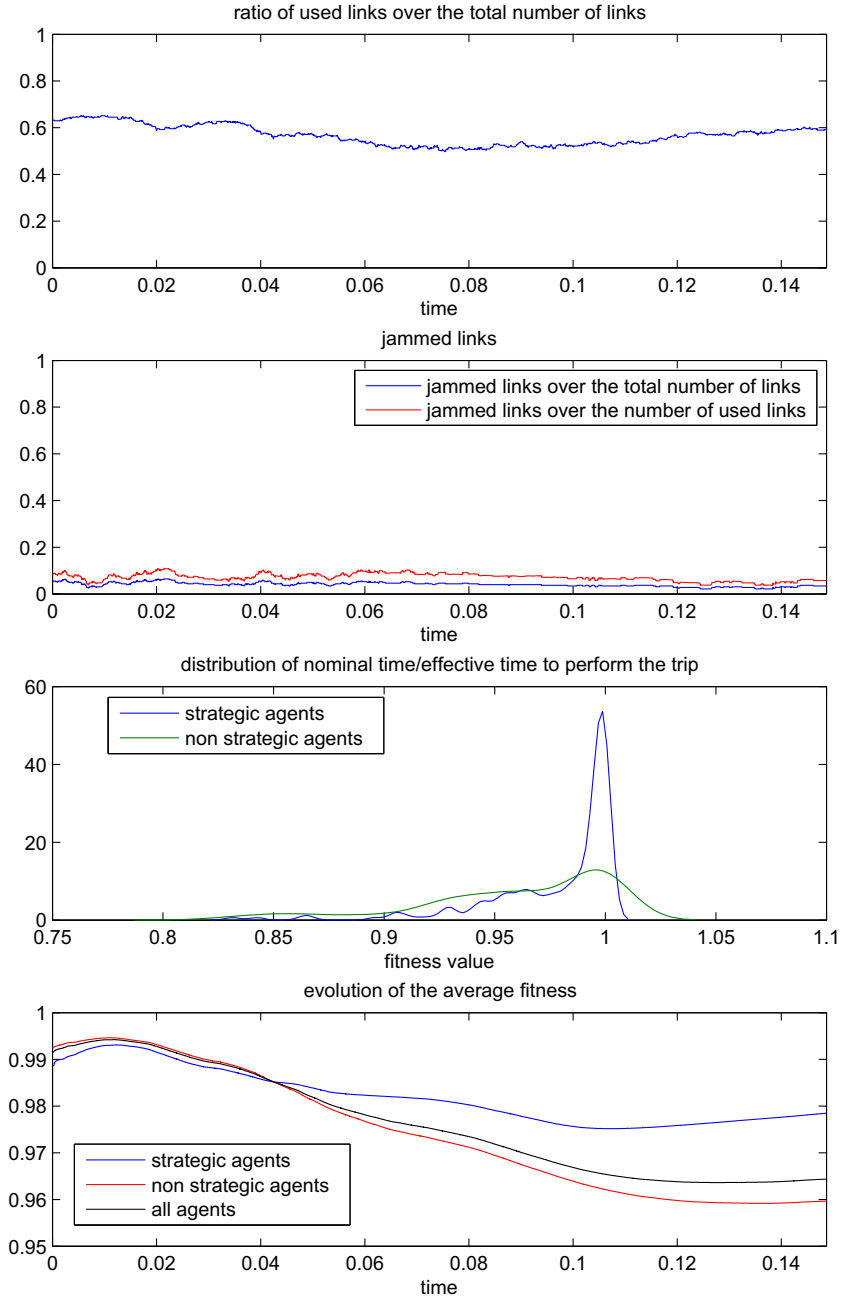 ratio of used links over the total number of links
1
0.8
0.6
0.4
0.2
0
0 0.02 0.04 0.06 0.08 0.1 0.12 0.14
time
jammed links
1
0.8
0.6
0.4
0.2
0
jammed links over the total number of links
jammed links over the number of used links
0 0.02 0.04 0.06 0.08 0.1 0.12 0.14
time
distribution of nominal time/effective time to perform the trip
60
40
20
0
strategic agents
non strategic agents
0.75 0.8 0.85 0.9 0.95 1 1.05 1.1
fitness value
evolution of the average fitness
1
0.99
0.98
0.97
0.96
0.95
strategic agents
non strategic agents
all agents
0 0.02 0.04 0.06 0.08 0.1 0.12 0.14
time